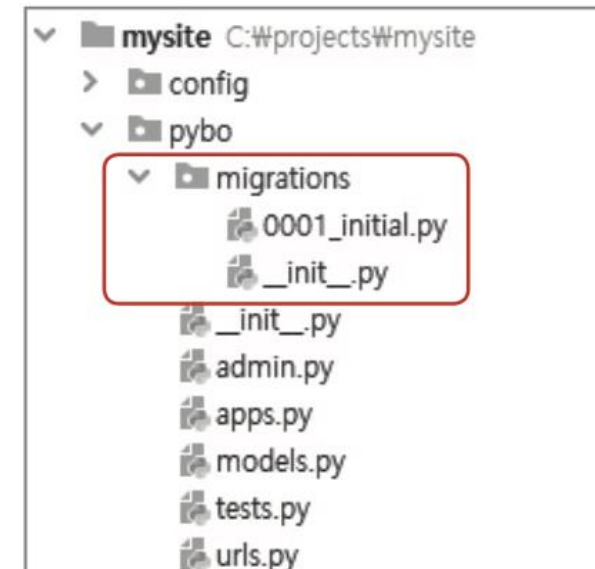 mysite C:₩projects₩mysite
config
pybo
migrations
0001_initial.py
__init__.py
__init__.py
admin.py
apps.py
models.py
tests.py
urls.py